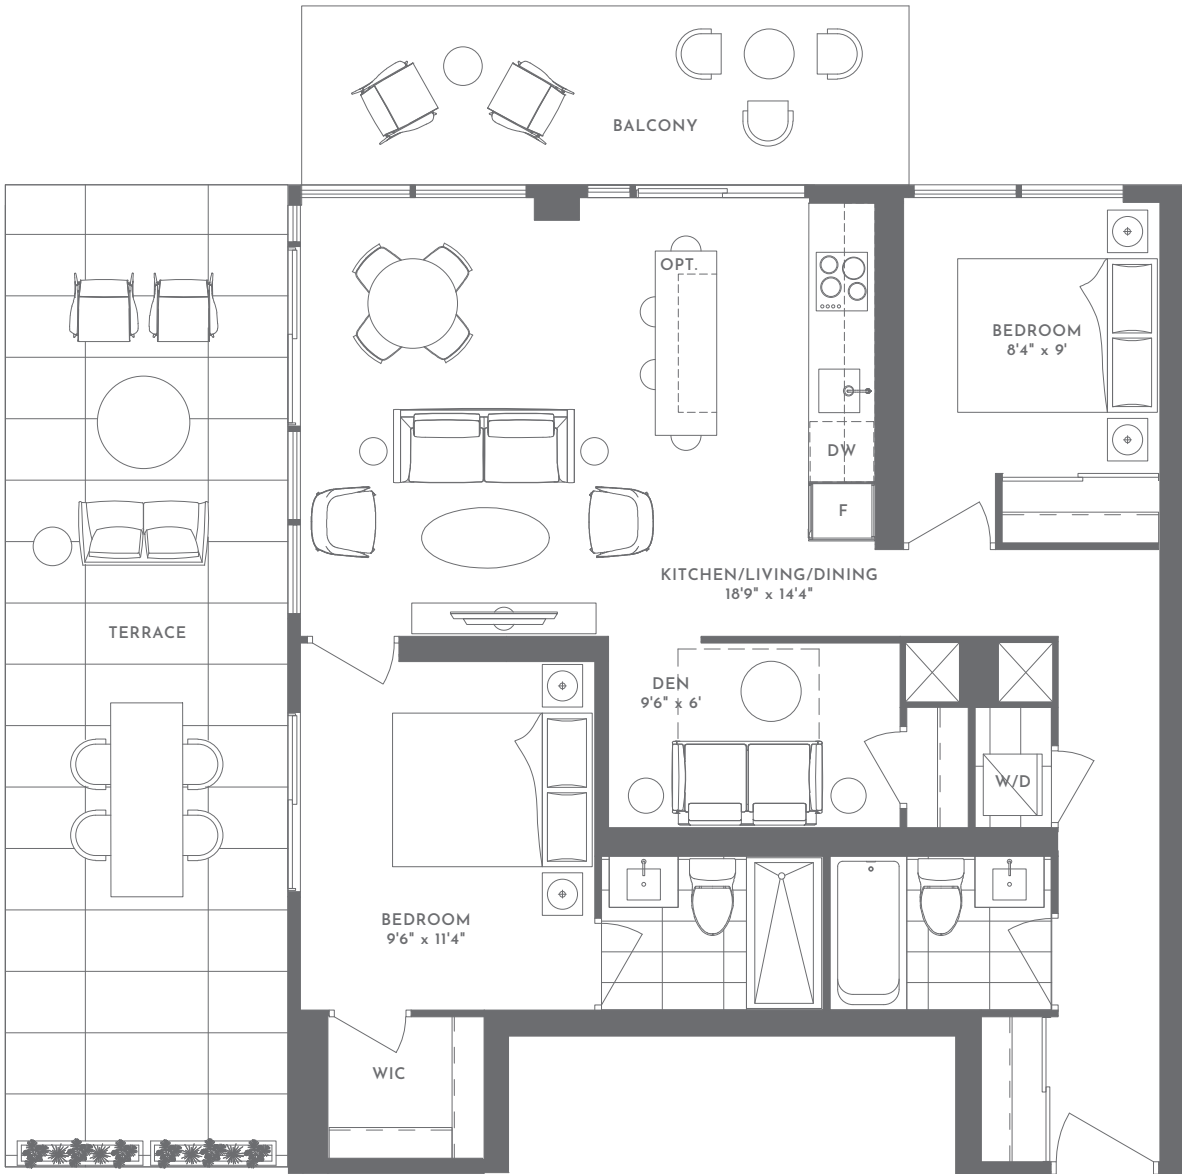 BALCONY
OPT.
BEDROOM
8'4" x 9'
DW
F
KITCHEN/LIVING/DINING
18'9" x 14'4"
TERRACE
DEN
9'6" x 6'
W/D
BEDROOM
9'6" x 11'4"
WIC